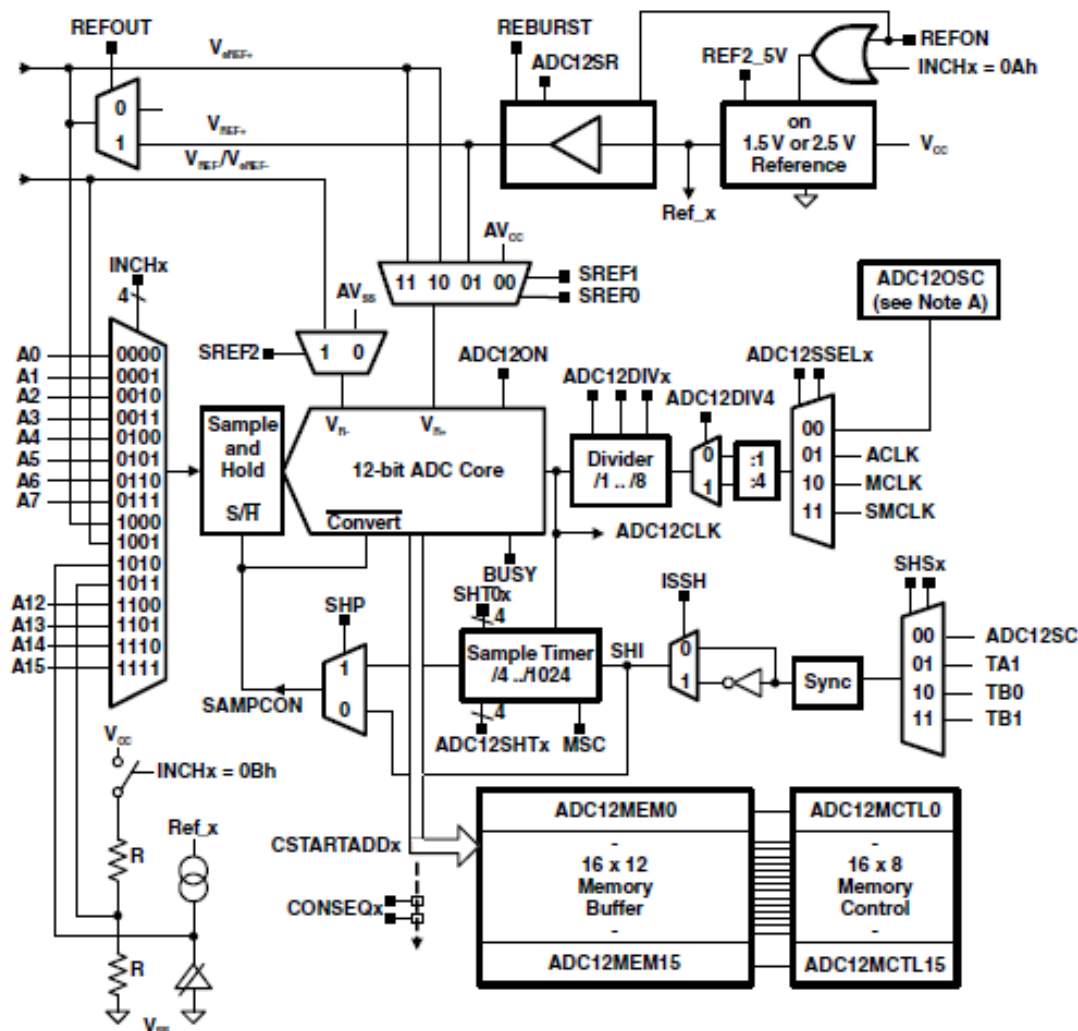 REFOUT
REBURST
ADC12SR
REF2_5V
REFON
INCHx = 0Ah
VeREF+
0
1
VREF+
VREF-/VeREF-
on
1.5 V or 2.5 V
Reference
VCC
Ref_x
AVCC
11 10 01 00
SREF1
SREF0
INCHx
4
AVSS
SREF2
1 0
ADC12ON
ADC12OSC
(see Note A)
ADC12SSELx
ADC12DIVx
ADC12DIV4
A0
A1
A2
A3
A4
A5
A6
A7
A12
A13
A14
A15
0000
0001
0010
0011
0100
0101
0110
0111
1000
1001
1010
1011
1100
1101
1110
1111
Sample
and
Hold
S/H
VR-
VR+
12-bit ADC Core
Convert
Divider
/1 .. /8
0
1
:1
:4
00
01
10
11
ACLK
MCLK
SMCLK
ADC12CLK
BUSY
SHP
SHT0x
4
ISSH
SHSx
1
0
SAMPCON
Sample Timer
/4 ../1024
SHI
0
1
Sync
00
01
10
11
ADC12SC
TA1
TB0
TB1
4
ADC12SHTx
MSC
VCC
INCHx = 0Bh
Ref_x
R
R
CSTARTADDx
CONSEQx
ADC12MEM0
-
16 x 12
Memory
Buffer
-
ADC12MEM15
ADC12MCTL0
-
16 x 8
Memory
Control
-
ADC12MCTL15